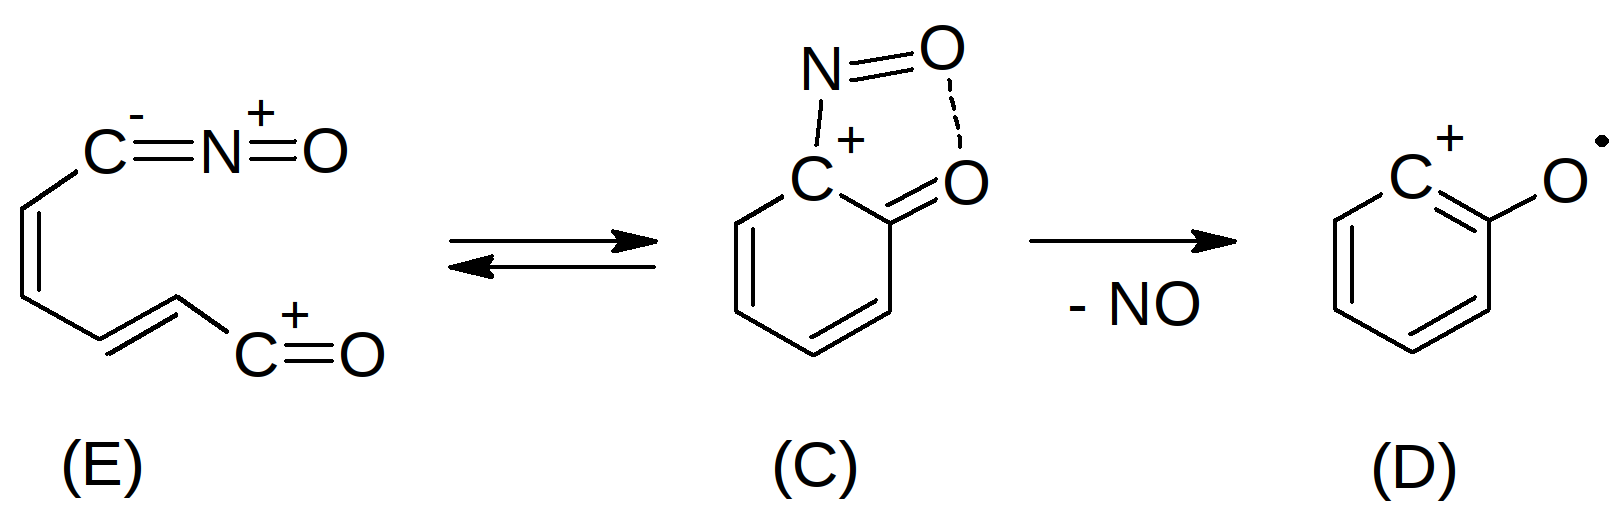 N=O
C⁻=N⁺=O
C⁺
O
C⁺
O•
C⁺=O
- NO
(E)
(C)
(D)